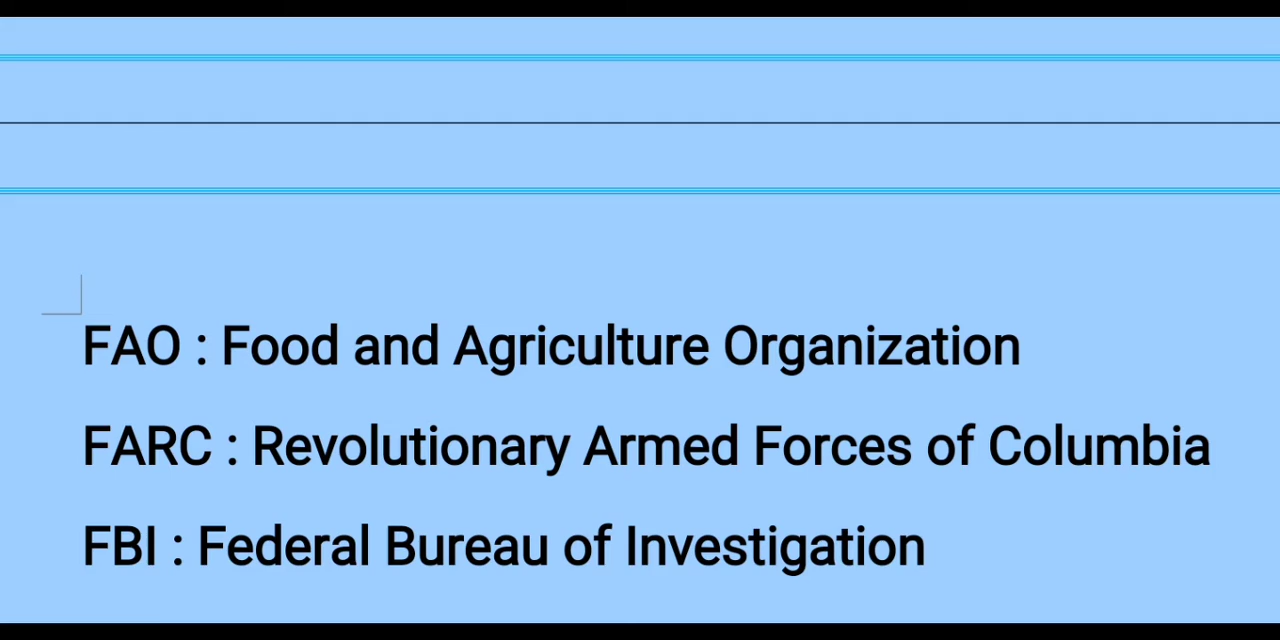 FAO : Food and Agriculture Organization
FARC : Revolutionary Armed Forces of Columbia
FBI : Federal Bureau of Investigation